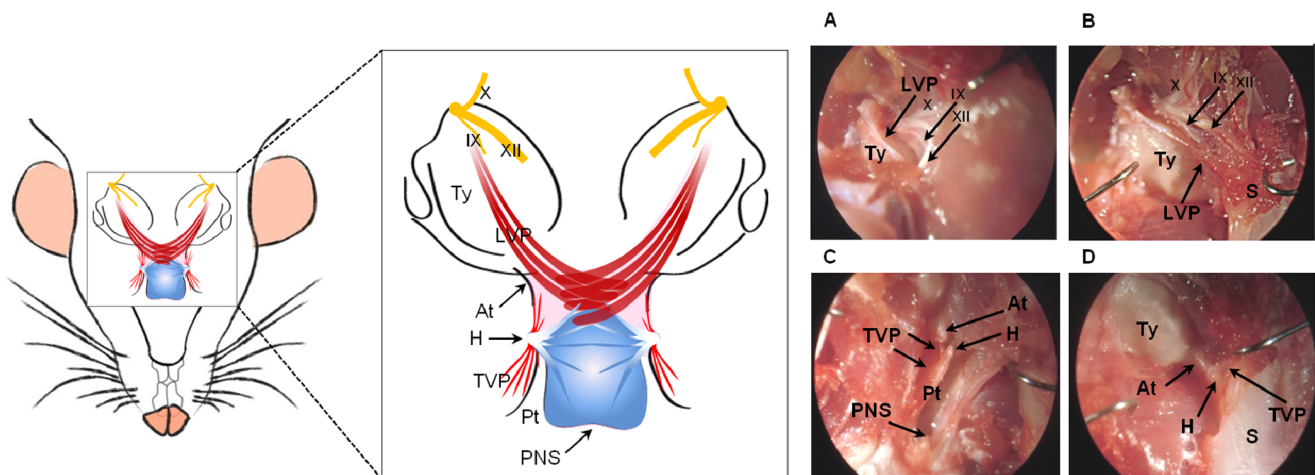 X
IX
XII
Ty
LVP
At
H
TVP
Pt
PNS
A
LVP
X
IX
XII
Ty
B
X
IX
XII
Ty
S
LVP
C
At
TVP
H
Pt
PNS
D
Ty
At
H
TVP
S